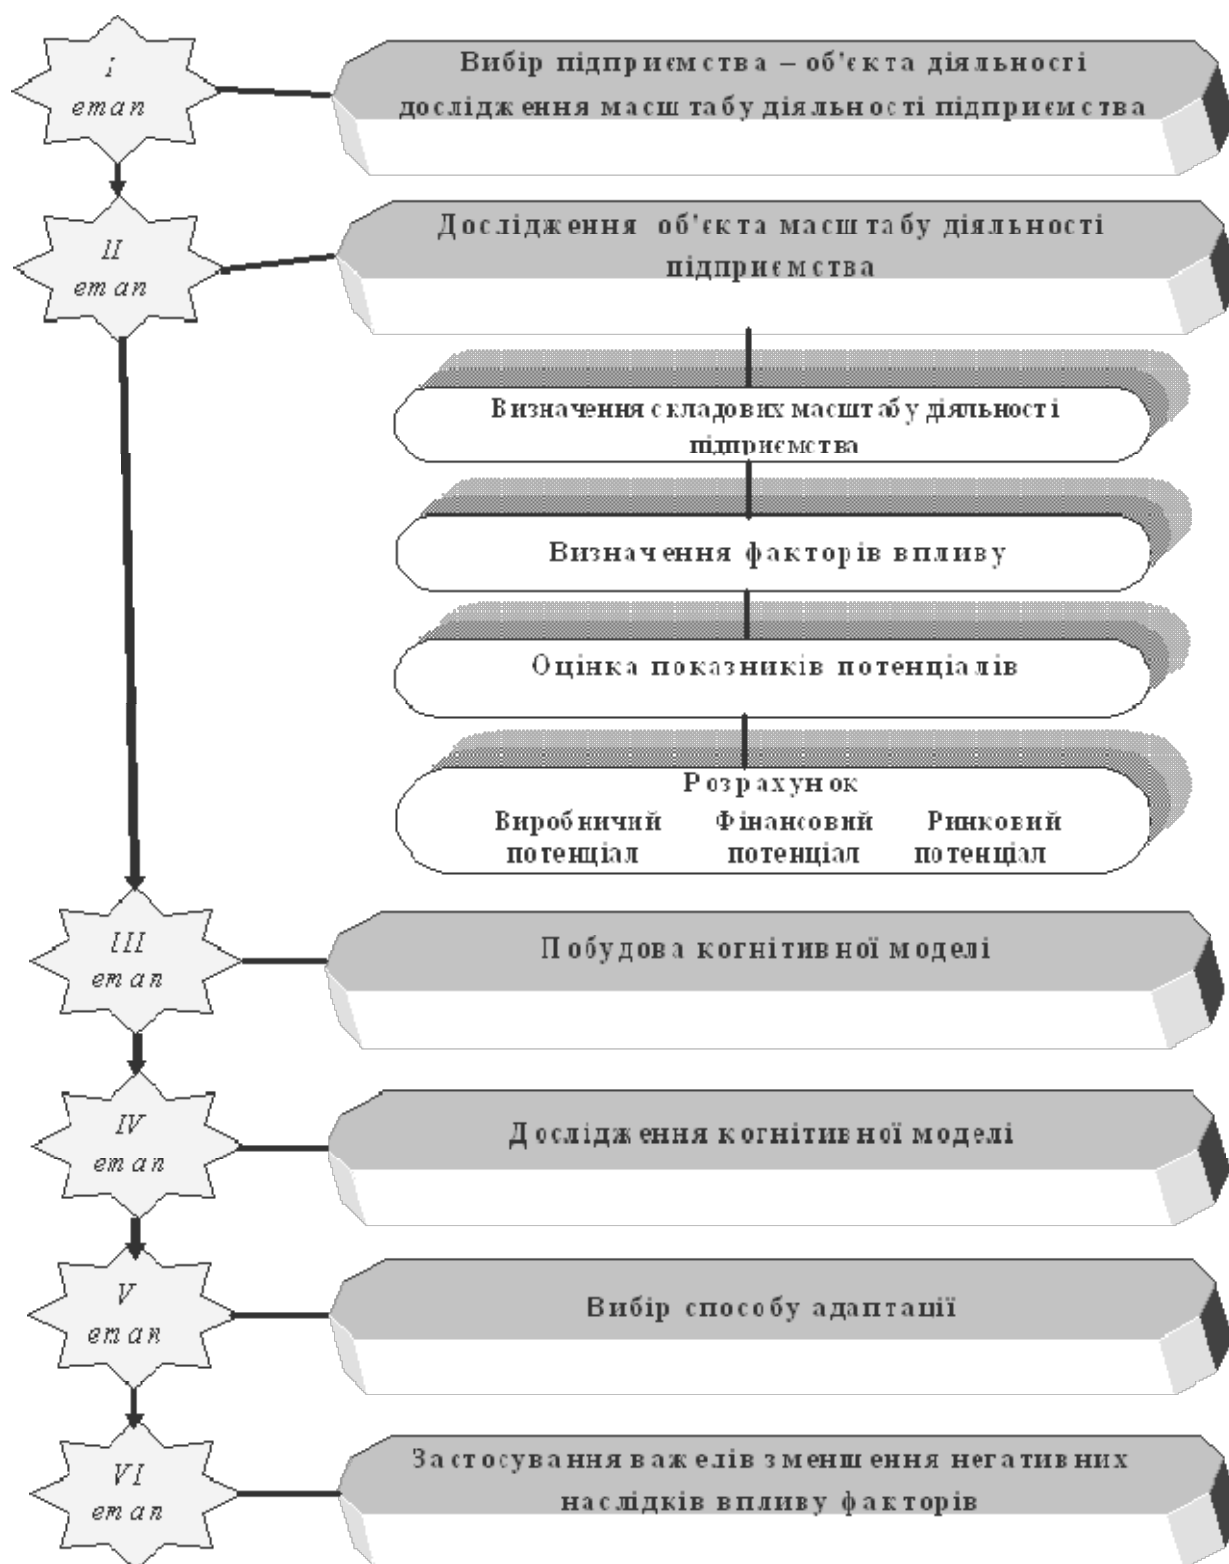 I
етап
Вибір підприємства – об'єкта діяльності
дослідження масштабу діяльності підприємства
II
етап
Дослідження об'єкта масштабу діяльності
підприємства
Визначення складових масштабу діяльності
підприємства
Визначення факторів впливу
Оцінка показників потенціалів
Розрахунок
Виробничий Фінансовий Ринковий
потенціал потенціал потенціал
III
етап
Побудова когнітивної моделі
IV
етап
Дослідження когнітивної моделі
V
етап
Вибір способу адаптації
VI
етап
Застосування важелів зменшення негативних
наслідків впливу факторів